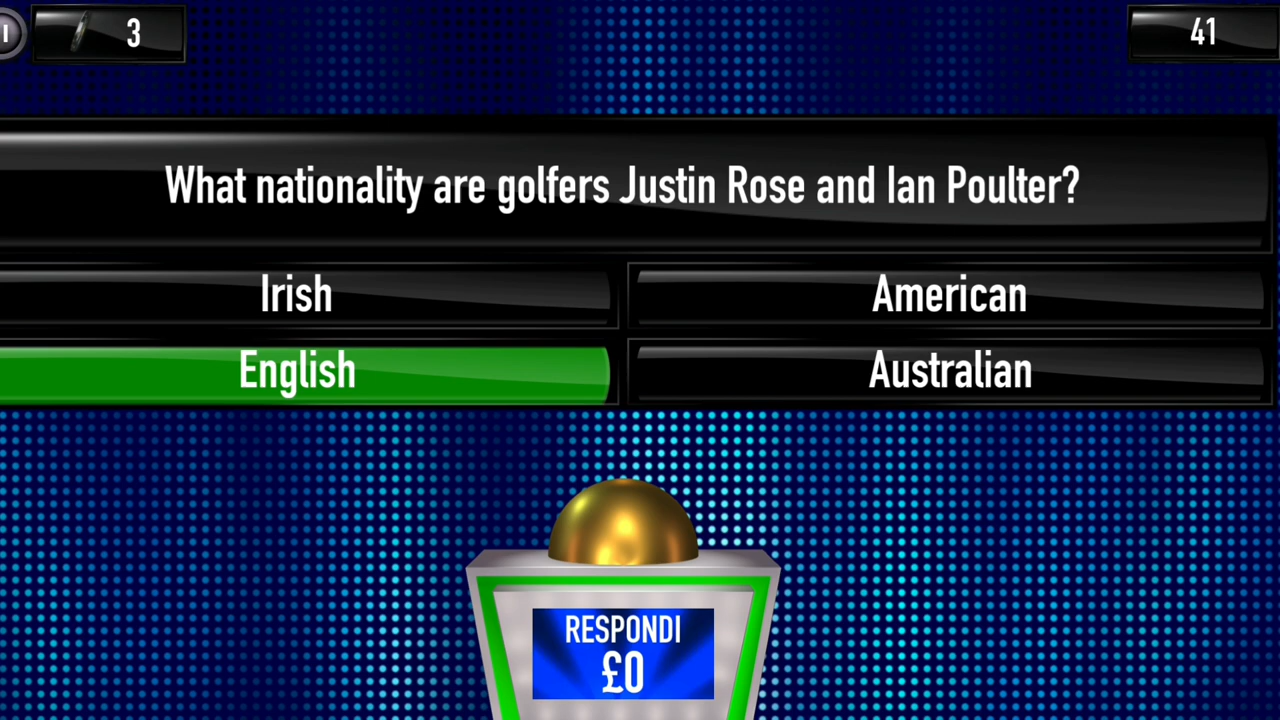 I
3
41
What nationality are golfers Justin Rose and Ian Poulter?
Irish
American
English
Australian
RESPONDI
£0